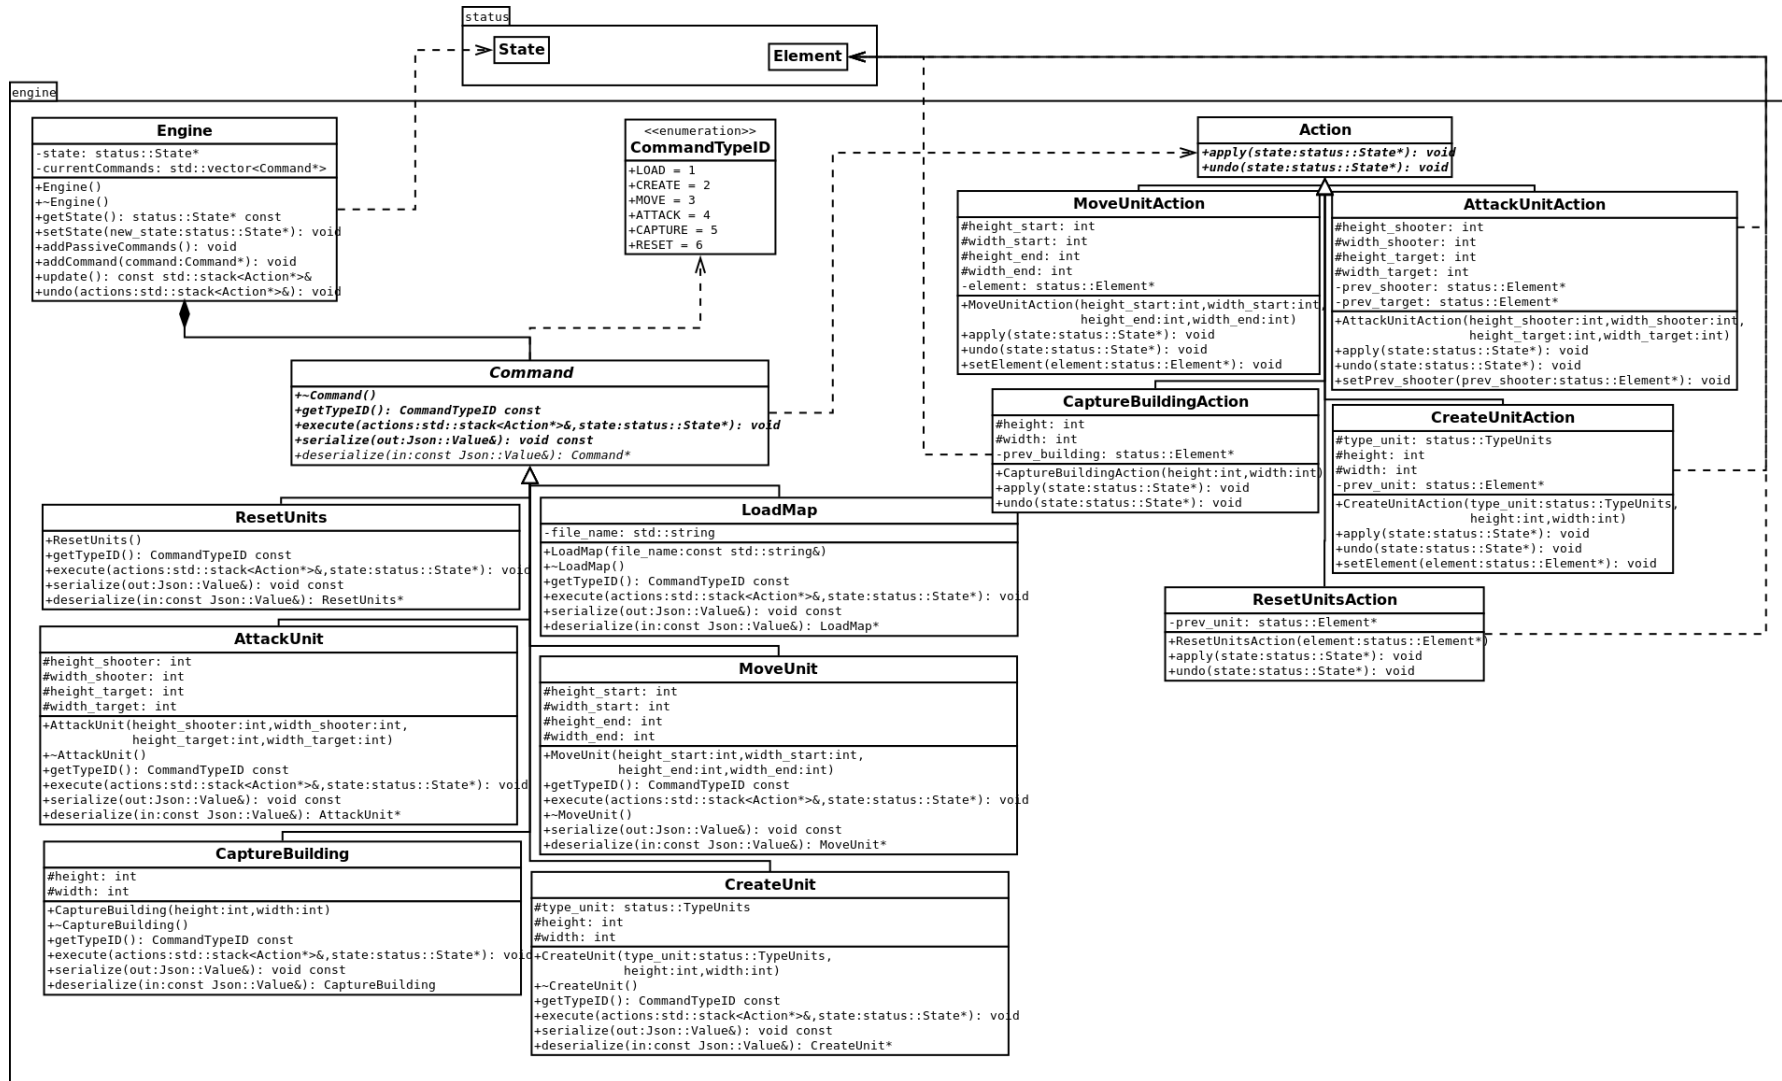 status
State
Element
engine
Engine
-state: status::State*
-currentCommands: std::vector<Command*>
+Engine()
+~Engine()
+getState(): status::State* const
+setState(new_state:status::State*): void
+addPassiveCommands(): void
+addCommand(command:Command*): void
+update(): const std::stack<Action*>&
+undo(actions:std::stack<Action*>&): void
<<enumeration>>
CommandTypeID
+LOAD = 1
+CREATE = 2
+MOVE = 3
+ATTACK = 4
+CAPTURE = 5
+RESET = 6
Action
+apply(state:status::State*): void
+undo(state:status::State*): void
MoveUnitAction
#height_start: int
#width_start: int
#height_end: int
#width_end: int
-element: status::Element*
+MoveUnitAction(height_start:int,width_start:int,
height_end:int,width_end:int)
+apply(state:status::State*): void
+undo(state:status::State*): void
+setElement(element:status::Element*): void
AttackUnitAction
#height_shooter: int
#width_shooter: int
#height_target: int
#width_target: int
-prev_shooter: status::Element*
-prev_target: status::Element*
+AttackUnitAction(height_shooter:int,width_shooter:int,
height_target:int,width_target:int)
+apply(state:status::State*): void
+undo(state:status::State*): void
+setPrev_shooter(prev_shooter:status::Element*): void
Command
+~Command()
+getTypeID(): CommandTypeID const
+execute(actions:std::stack<Action*>&,state:status::State*): void
+serialize(out:Json::Value&): void const
+deserialize(in:const Json::Value&): Command*
CaptureBuildingAction
#height: int
#width: int
-prev_building: status::Element*
+CaptureBuildingAction(height:int,width:int)
+apply(state:status::State*): void
+undo(state:status::State*): void
CreateUnitAction
#type_unit: status::TypeUnits
#height: int
#width: int
-prev_unit: status::Element*
+CreateUnitAction(type_unit:status::TypeUnits,
height:int,width:int)
+apply(state:status::State*): void
+undo(state:status::State*): void
+setElement(element:status::Element*): void
ResetUnits
+ResetUnits()
+getTypeID(): CommandTypeID const
+execute(actions:std::stack<Action*>&,state:status::State*): void
+serialize(out:Json::Value&): void const
+deserialize(in:const Json::Value&): ResetUnits*
LoadMap
-file_name: std::string
+LoadMap(file_name:const std::string&)
+~LoadMap()
+getTypeID(): CommandTypeID const
+execute(actions:std::stack<Action*>&,state:status::State*): void
+serialize(out:Json::Value&): void const
+deserialize(in:const Json::Value&): LoadMap*
ResetUnitsAction
-prev_unit: status::Element*
+ResetUnitsAction(element:status::Element*)
+apply(state:status::State*): void
+undo(state:status::State*): void
AttackUnit
#height_shooter: int
#width_shooter: int
#height_target: int
#width_target: int
+AttackUnit(height_shooter:int,width_shooter:int,
height_target:int,width_target:int)
+~AttackUnit()
+getTypeID(): CommandTypeID const
+execute(actions:std::stack<Action*>&,state:status::State*): void
+serialize(out:Json::Value&): void const
+deserialize(in:const Json::Value&): AttackUnit*
MoveUnit
#height_start: int
#width_start: int
#height_end: int
#width_end: int
+MoveUnit(height_start:int,width_start:int,
height_end:int,width_end:int)
+getTypeID(): CommandTypeID const
+execute(actions:std::stack<Action*>&,state:status::State*): void
+~MoveUnit()
+serialize(out:Json::Value&): void const
+deserialize(in:const Json::Value&): MoveUnit*
CaptureBuilding
#height: int
#width: int
+CaptureBuilding(height:int,width:int)
+~CaptureBuilding()
+getTypeID(): CommandTypeID const
+execute(actions:std::stack<Action*>&,state:status::State*): void
+serialize(out:Json::Value&): void const
+deserialize(in:const Json::Value&): CaptureBuilding
CreateUnit
#type_unit: status::TypeUnits
#height: int
#width: int
+CreateUnit(type_unit:status::TypeUnits,
height:int,width:int)
+~CreateUnit()
+getTypeID(): CommandTypeID const
+execute(actions:std::stack<Action*>&,state:status::State*): void
+serialize(out:Json::Value&): void const
+deserialize(in:const Json::Value&): CreateUnit*